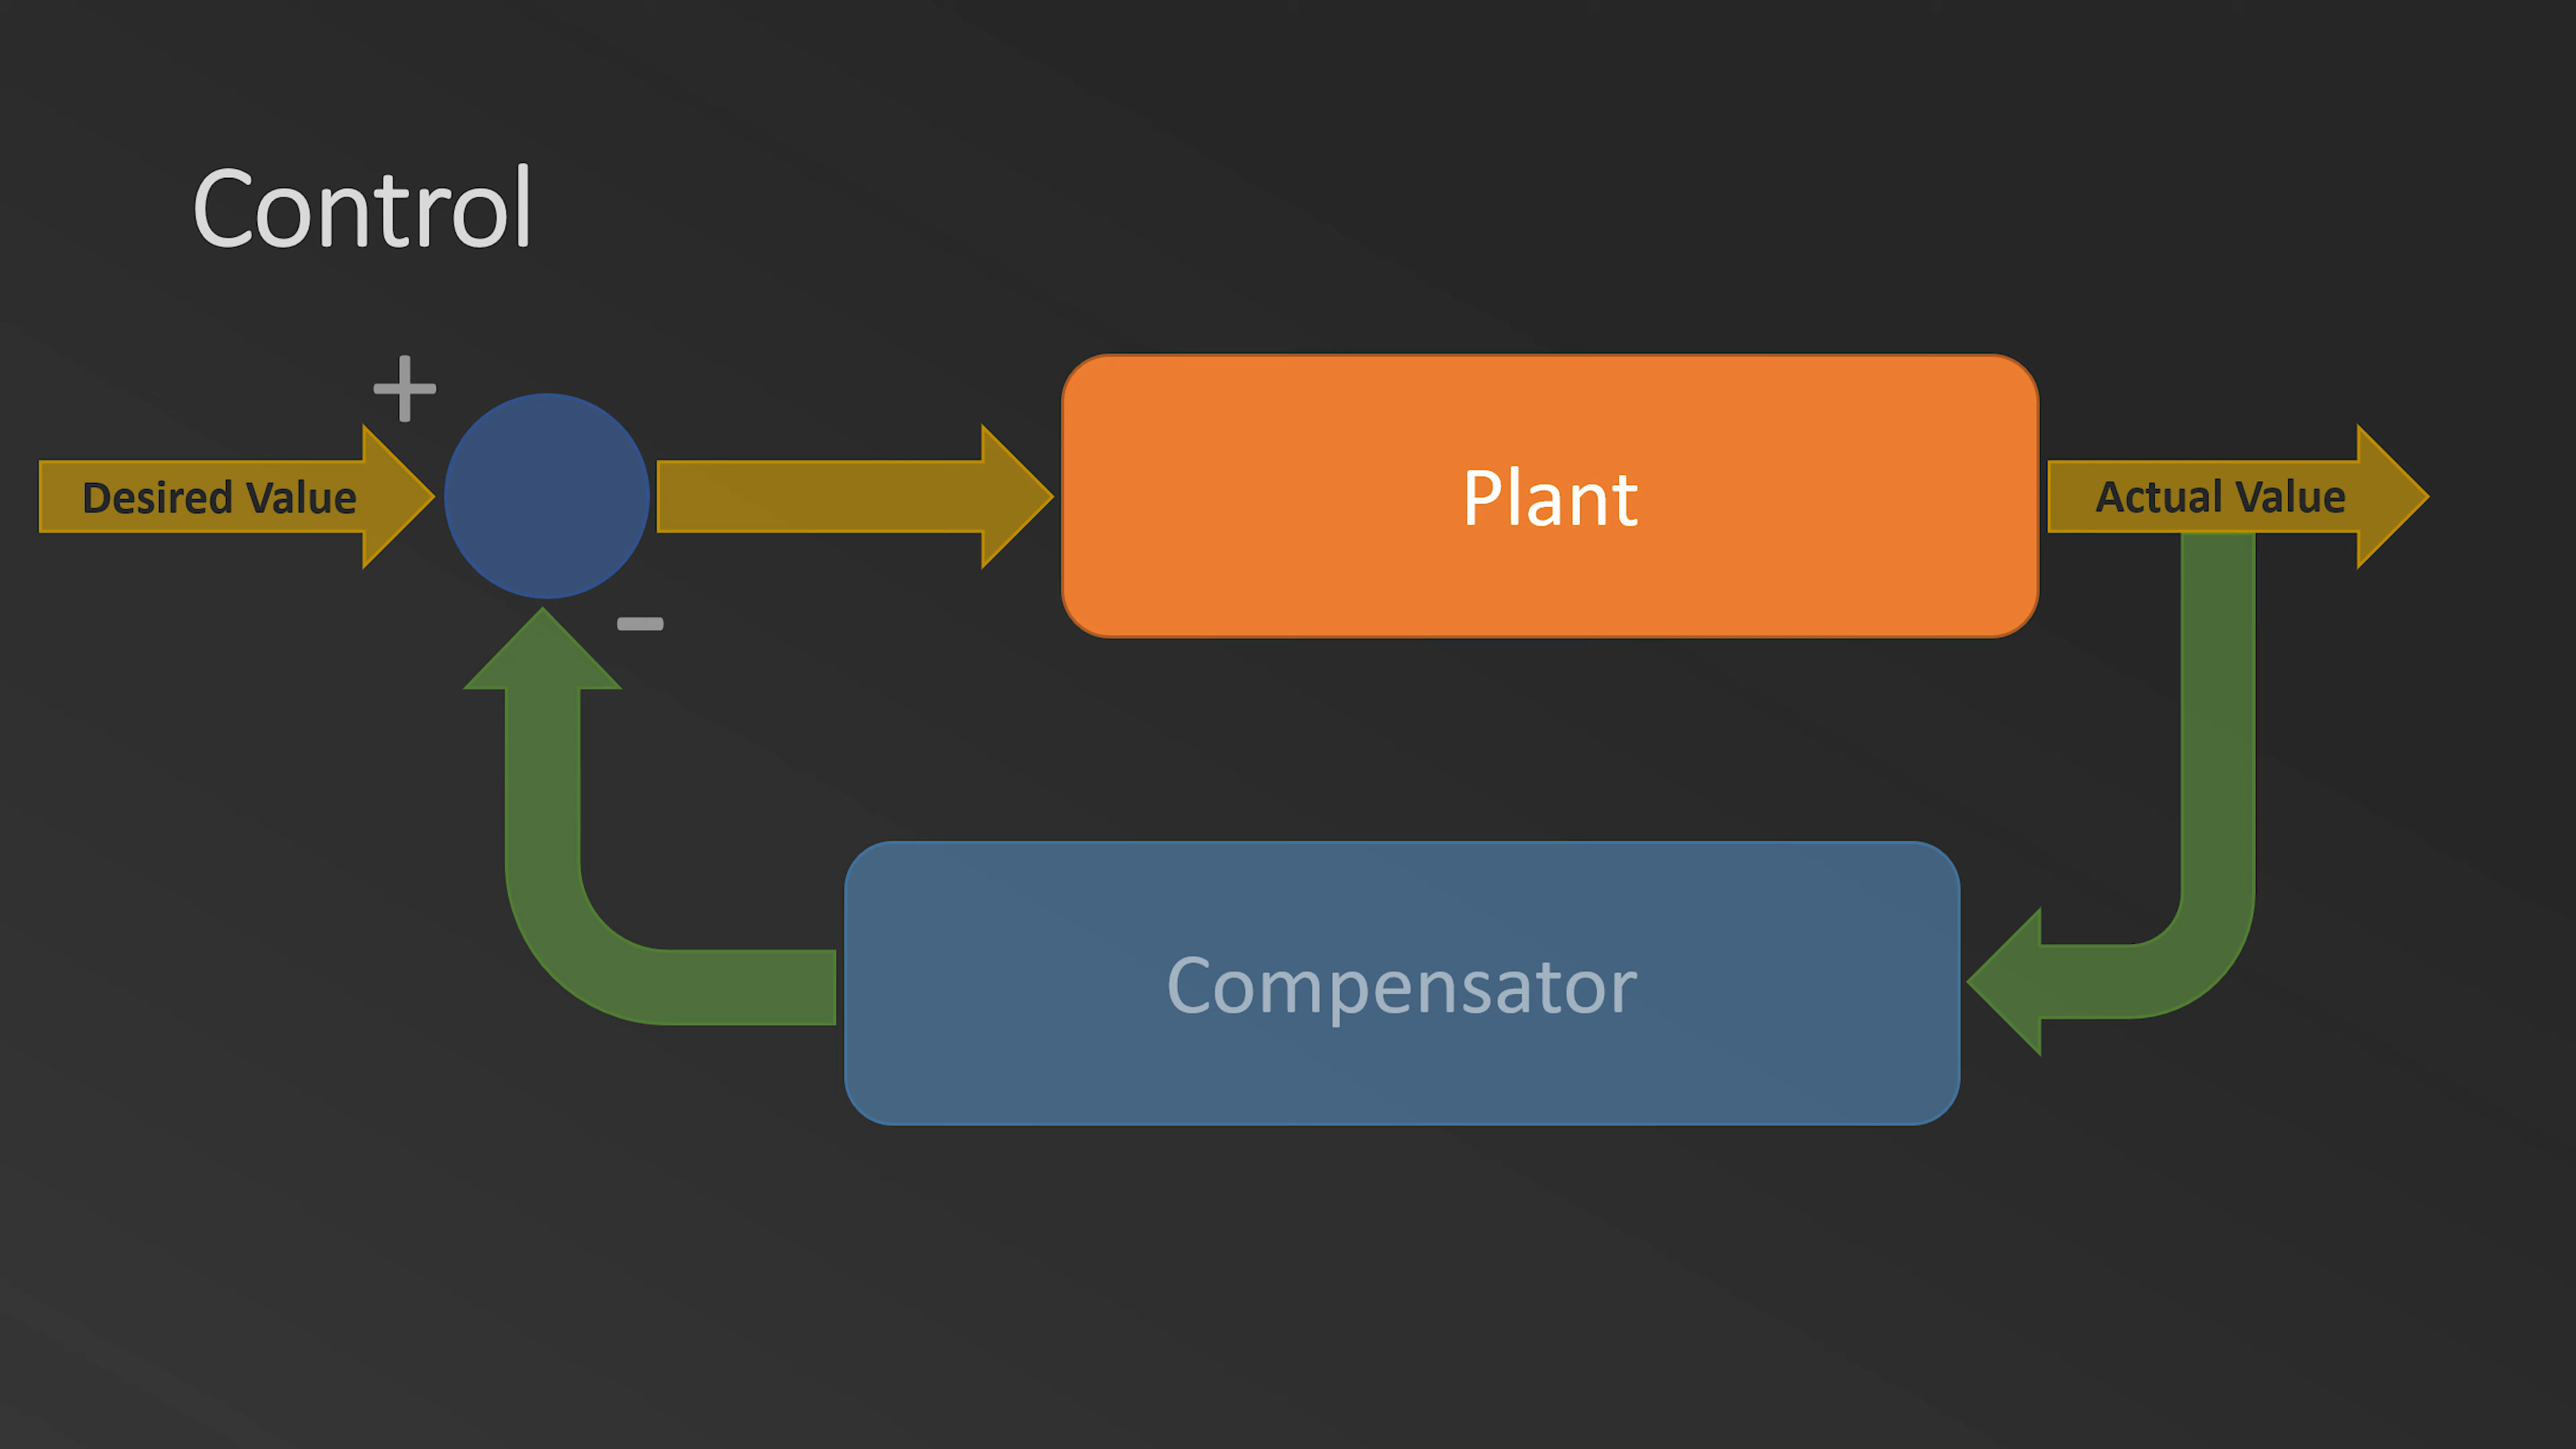 Control
+
Desired Value
Plant
Actual Value
-
Compensator